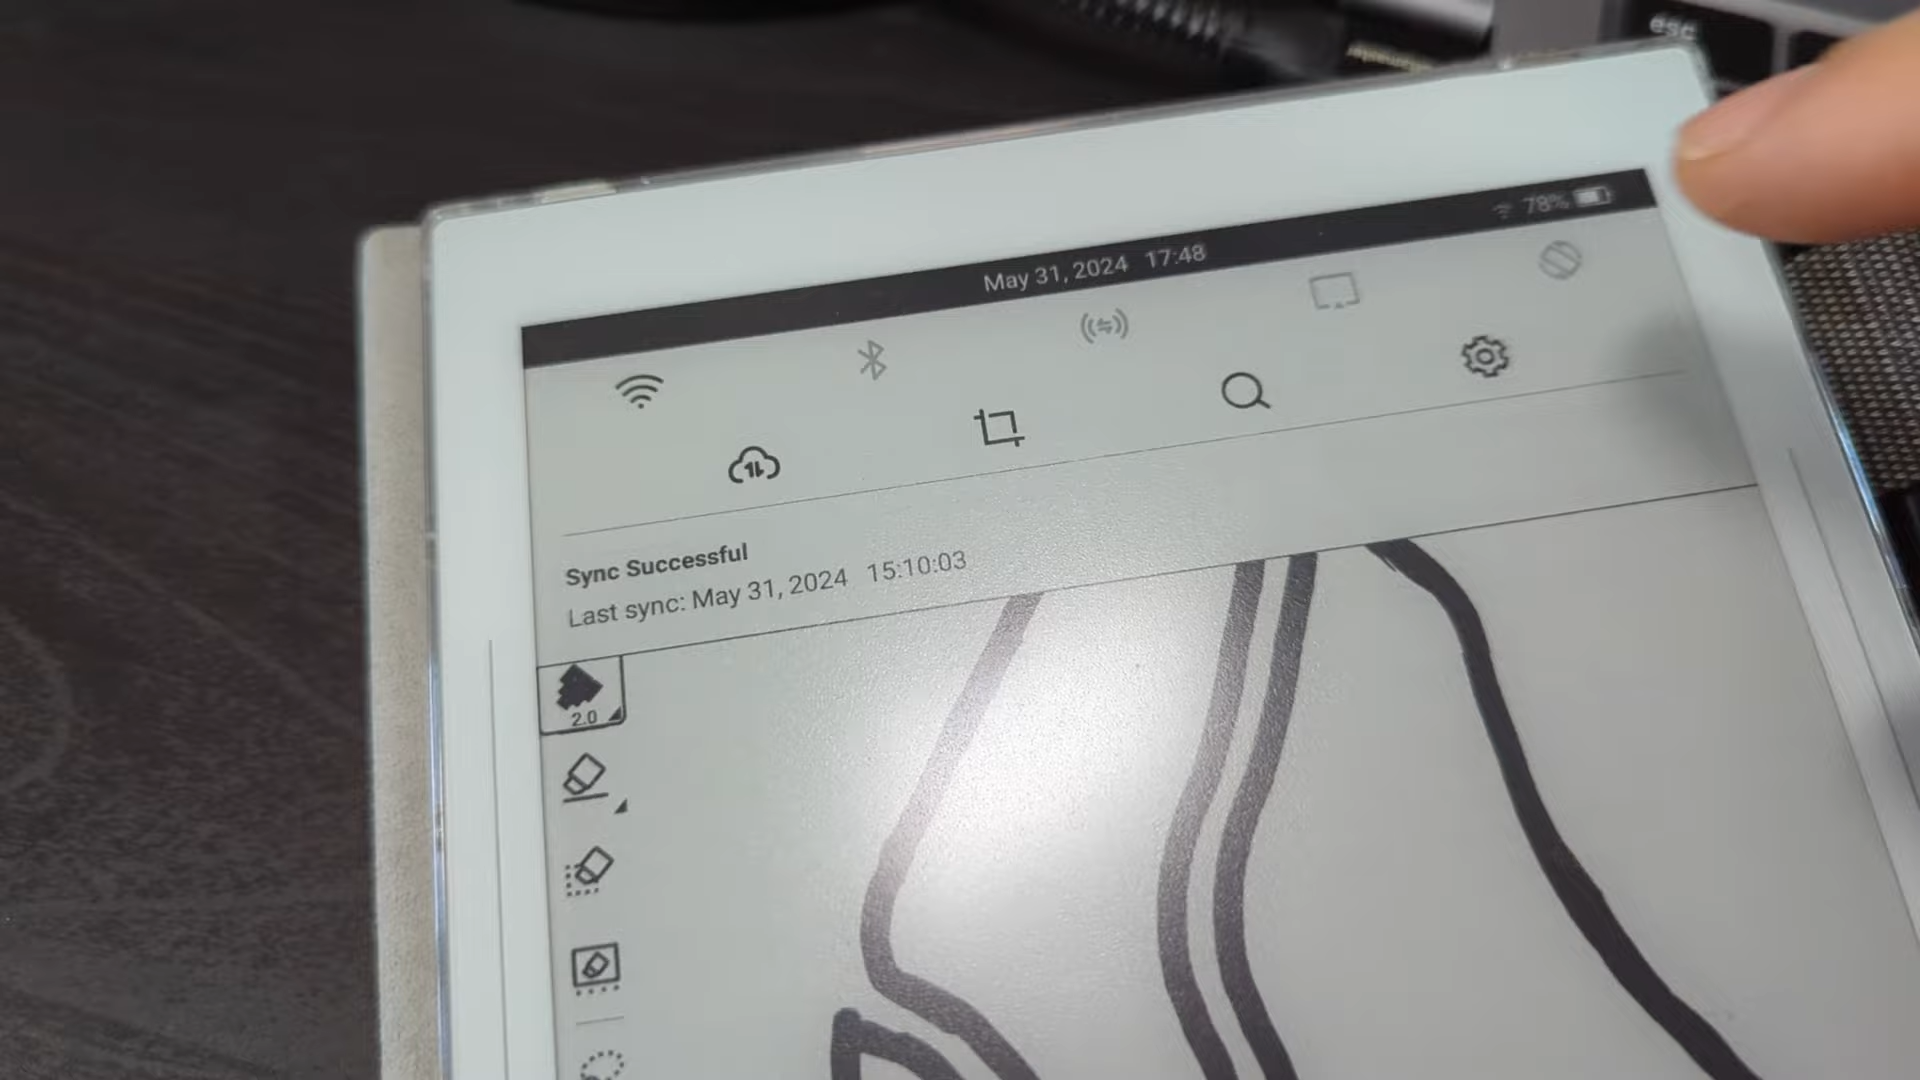 esc
78%
May 31, 2024 17:48
Sync Successful
Last sync: May 31, 2024 15:10:03
2.0